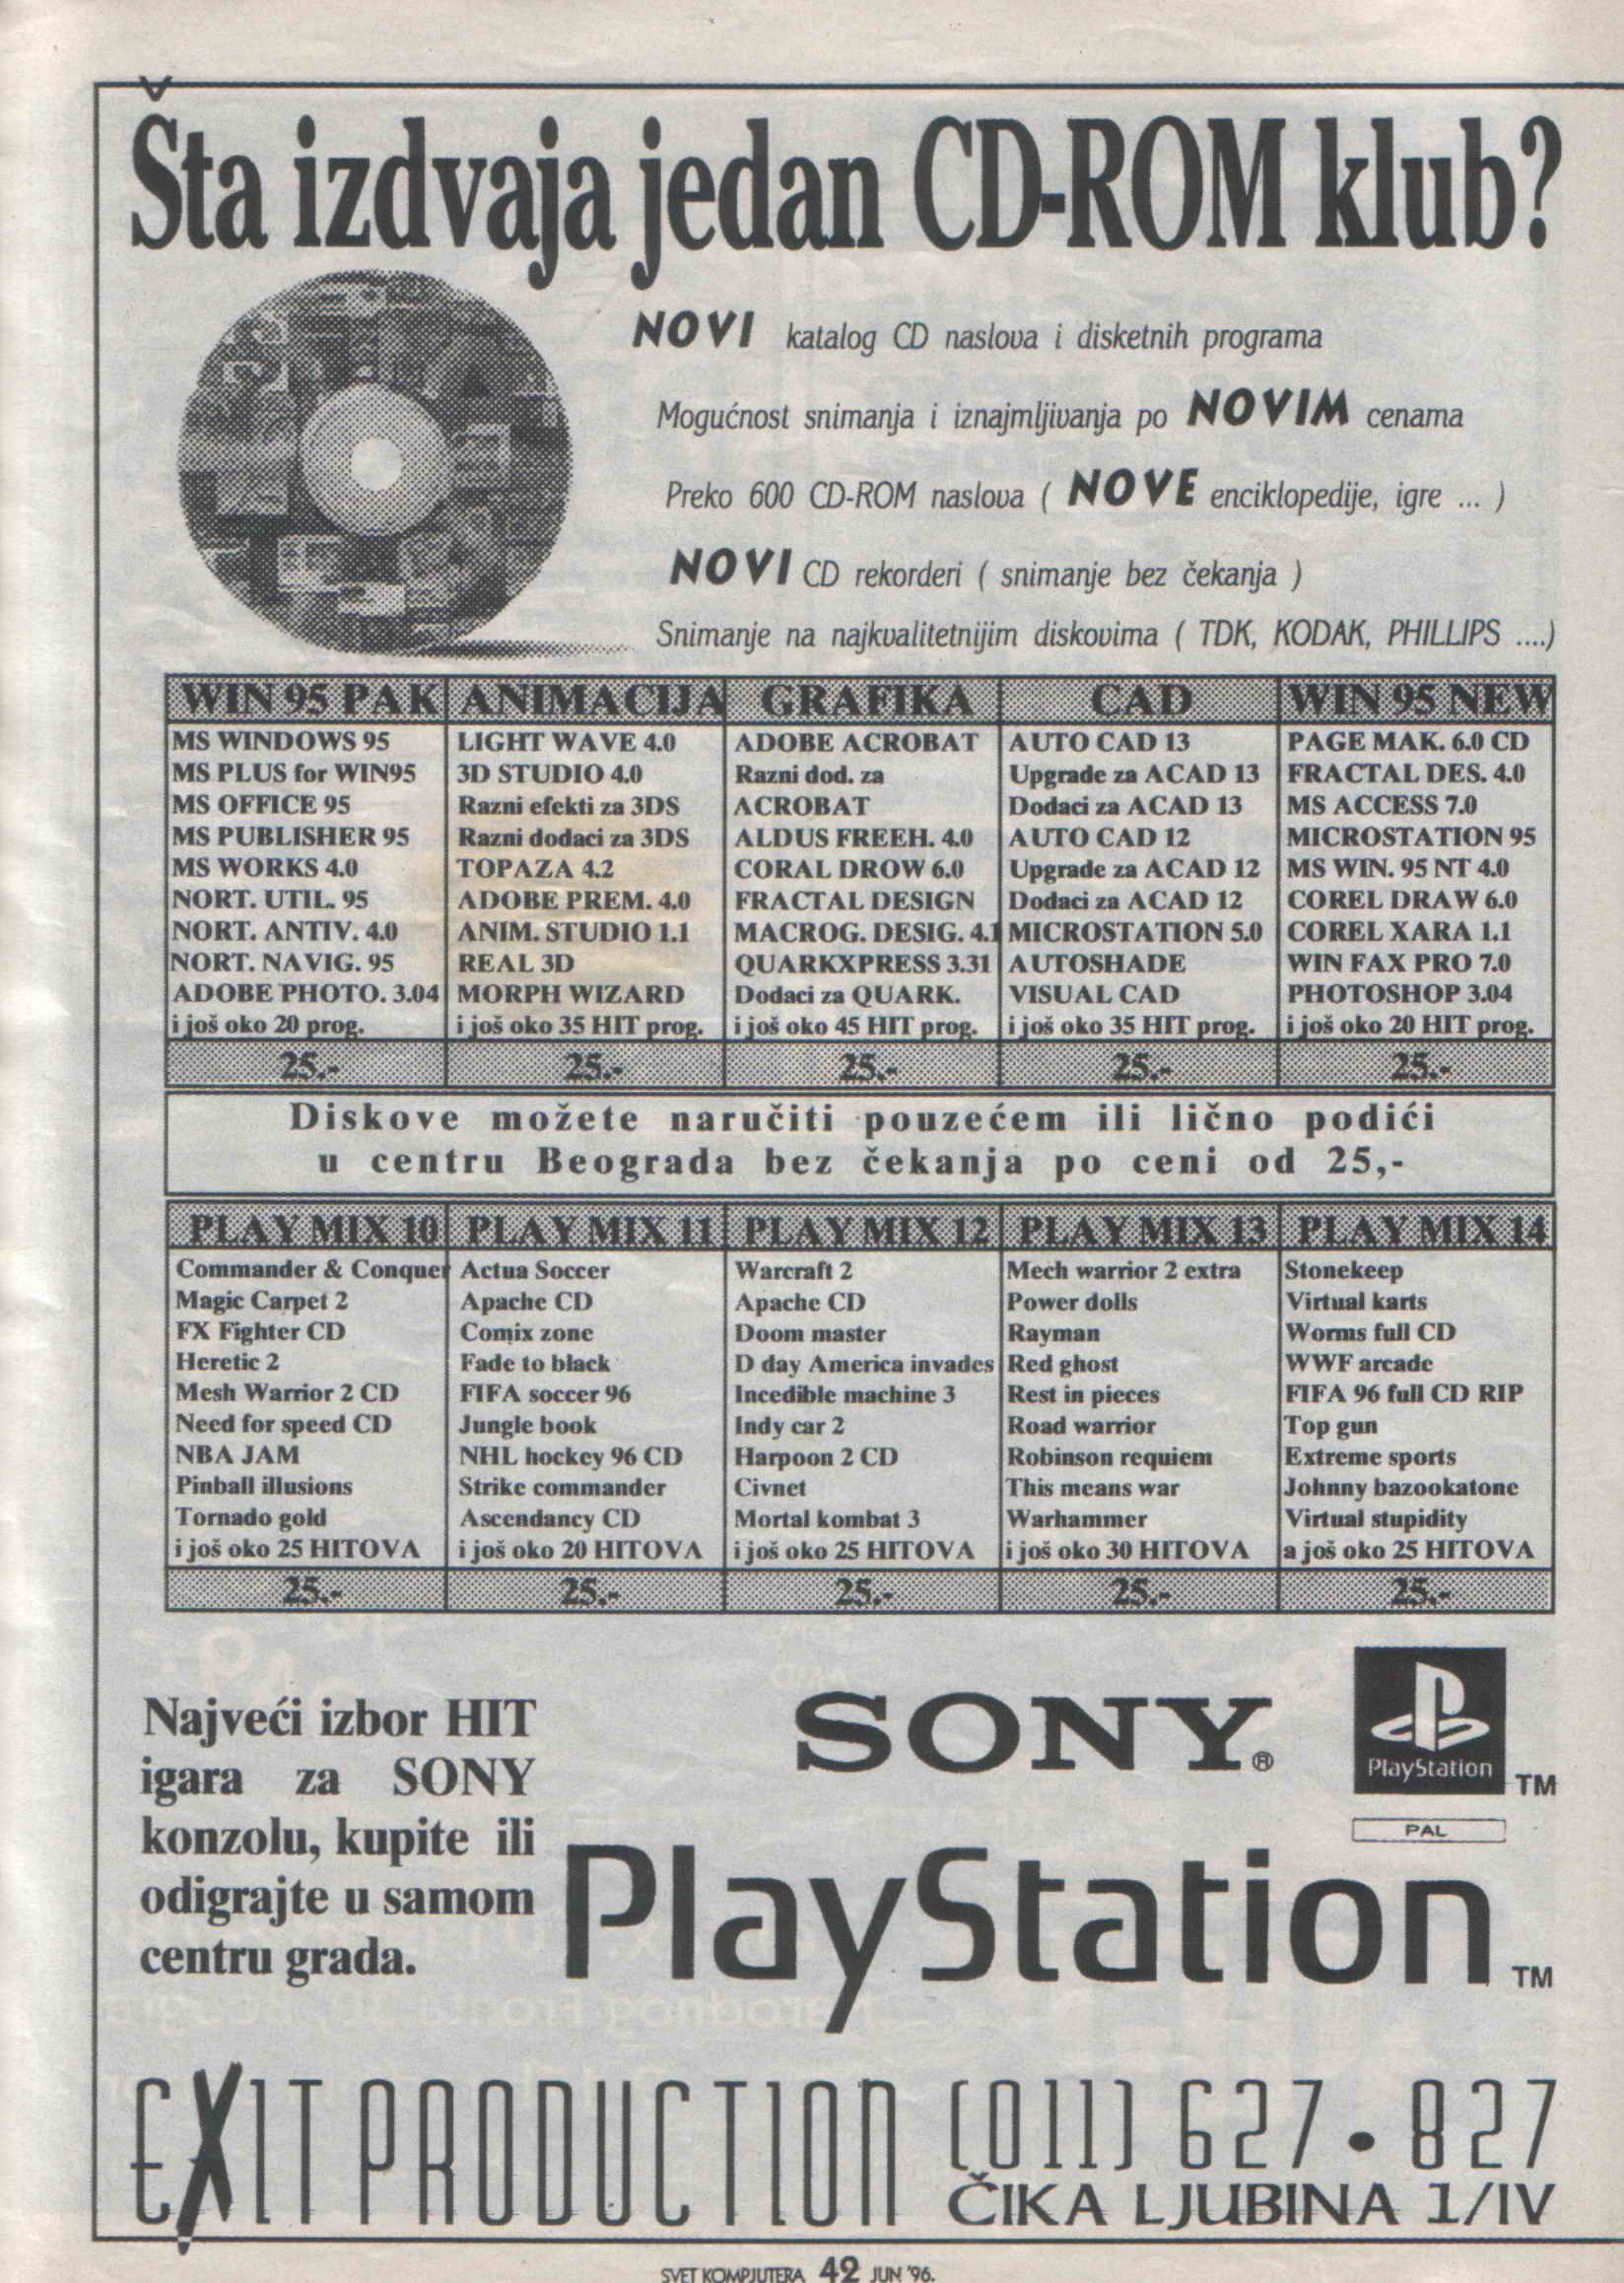 Šta izdvaja jedan CD-ROM klub?
NOVI katalog CD naslova i disketnih programa
Mogućnost snimanja i iznajmljivanja po NOVIM cenama
Preko 600 CD-ROM naslova ( NOVE enciklopedije, igre ... )
NOVI CD rekorderi ( snimanje bez čekanja )
Snimanje na najkvalitetnijim diskovima ( TDK, KODAK, PHILLIPS ....)
WIN 95 PAK ANIMACIJA GRAFIKA CAD WIN 95 NEW
MS WINDOWS 95 LIGHT WAVE 4.0 ADOBE ACROBAT AUTO CAD 13 PAGE MAK. 6.0 CD
MS PLUS for WIN95 3D STUDIO 4.0 Razni dod. za Upgrade za ACAD 13 FRACTAL DES. 4.0
MS OFFICE 95 Razni efekti za 3DS ACROBAT Dodaci za ACAD 13 MS ACCESS 7.0
MS PUBLISHER 95 Razni dodaci za 3DS ALDUS FREEH. 4.0 AUTO CAD 12 MICROSTATION 95
MS WORKS 4.0 TOPAZA 4.2 CORAL DROW 6.0 Upgrade za ACAD 12 MS WIN. 95 NT 4.0
NORT. UTIL. 95 ADOBE PREM. 4.0 FRACTAL DESIGN Dodaci za ACAD 12 COREL DRAW 6.0
NORT. ANTIV. 4.0 ANIM. STUDIO 1.1 MACROG. DESIG. 4.1 MICROSTATION 5.0 COREL XARA 1.1
NORT. NAVIG. 95 REAL 3D QUARKXPRESS 3.31 AUTOSHADE WIN FAX PRO 7.0
ADOBE PHOTO. 3.04 MORPH WIZARD Dodaci za QUARK. VISUAL CAD PHOTOSHOP 3.04
i još oko 20 prog. i još oko 35 HIT prog. i još oko 45 HIT prog. i još oko 35 HIT prog. i još oko 20 HIT prog.
25.- 25.- 25.- 25.- 25.-
Diskove možete naručiti pouzećem ili lično podići
u centru Beograda bez čekanja po ceni od 25,-
PLAY MIX 10 PLAY MIX 11 PLAY MIX 12 PLAY MIX 13 PLAY MIX 14
Commander & Conquer Actua Soccer Warcraft 2 Mech warrior 2 extra Stonekeep
Magic Carpet 2 Apache CD Apache CD Power dolls Virtual karts
FX Fighter CD Comix zone Doom master Rayman Worms full CD
Heretic 2 Fade to black D day America invades Red ghost WWF arcade
Mesh Warrior 2 CD FIFA soccer 96 Incedible machine 3 Rest in pieces FIFA 96 full CD RIP
Need for speed CD Jungle book Indy car 2 Road warrior Top gun
NBA JAM NHL hockey 96 CD Harpoon 2 CD Robinson requiem Extreme sports
Pinball illusions Strike commander Civnet This means war Johnny bazookatone
Tornado gold Ascendancy CD Mortal kombat 3 Warhammer Virtual stupidity
i još oko 25 HITOVA i još oko 20 HITOVA i još oko 25 HITOVA i još oko 30 HITOVA a još oko 25 HITOVA
25.- 25.- 25.- 25.- 25.-
Najveći izbor HIT
igara za SONY
konzolu, kupite ili
odigrajte u samom
centru grada.
SONY®
PlayStation TM
PAL
PlayStation TM
EXIT PRODUCTION (011) 627 • 827
ČIKA LJUBINA 1/IV
SVET KOMPJUTERA 42 JUN '96.